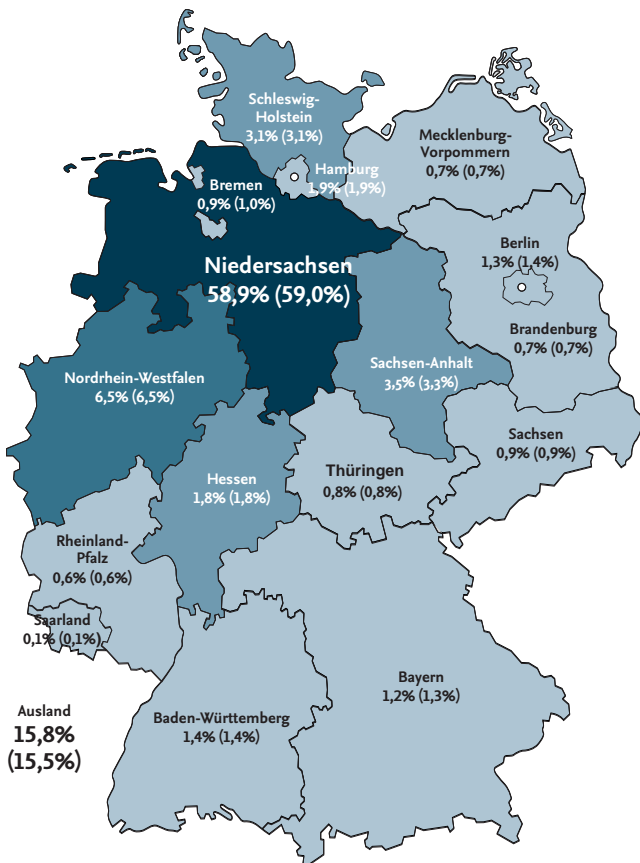 Schleswig-
Holstein
3,1% (3,1%)
Mecklenburg-
Vorpommern
0,7% (0,7%)
Hamburg
1,9% (1,9%)
Bremen
0,9% (1,0%)
Berlin
1,3% (1,4%)
Niedersachsen
58,9% (59,0%)
Brandenburg
0,7% (0,7%)
Nordrhein-Westfalen
6,5% (6,5%)
Sachsen-Anhalt
3,5% (3,3%)
Sachsen
0,9% (0,9%)
Hessen
1,8% (1,8%)
Thüringen
0,8% (0,8%)
Rheinland-
Pfalz
0,6% (0,6%)
Saarland
0,1% (0,1%)
Bayern
1,2% (1,3%)
Ausland
15,8%
(15,5%)
Baden-Württemberg
1,4% (1,4%)